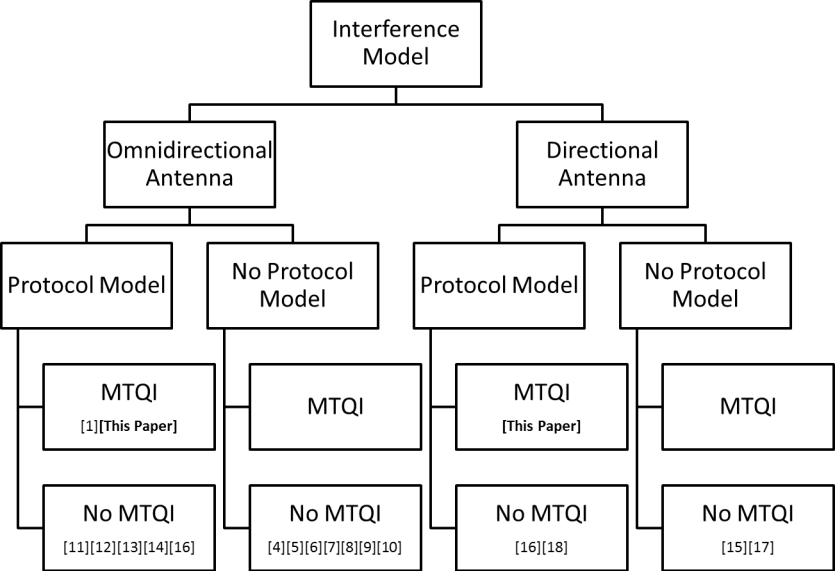 Interference
Model
Omnidirectional
Antenna
Directional
Antenna
Protocol Model
No Protocol
Model
Protocol Model
No Protocol
Model
MTQI
[1][This Paper]
MTQI
MTQI
[This Paper]
MTQI
No MTQI
[11][12][13][14][16]
No MTQI
[4][5][6][7][8][9][10]
No MTQI
[16][18]
No MTQI
[15][17]